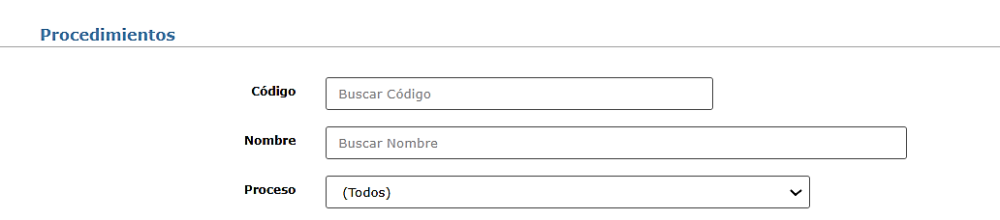 Procedimientos
Código Buscar Código
Nombre Buscar Nombre
Proceso (Todos)